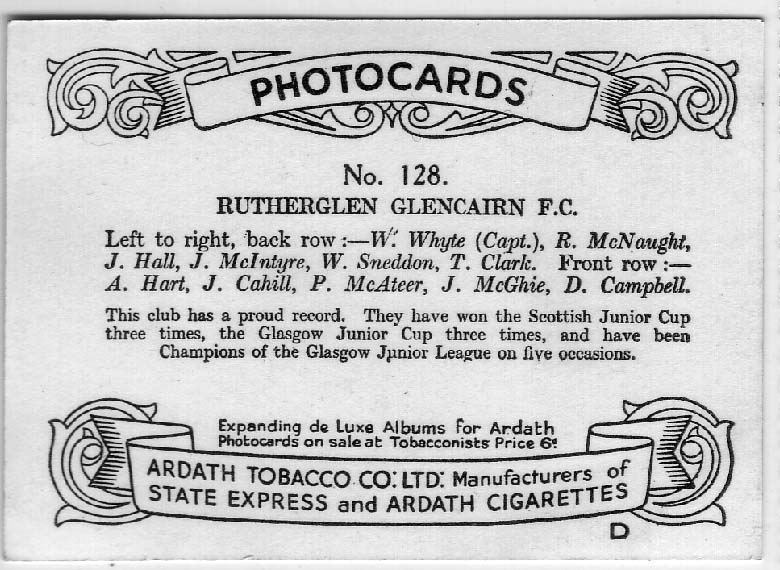 PHOTOCARDS
No. 128.
RUTHERGLEN GLENCAIRN F.C.
Left to right, back row :—W. Whyte (Capt.), R. McNaught,
J. Hall, J. McIntyre, W. Sneddon, T. Clark. Front row :—
A. Hart, J. Cahill, P. McAteer, J. McGhie, D. Campbell.
This club has a proud record. They have won the Scottish Junior Cup
three times, the Glasgow Junior Cup three times, and have been
Champions of the Glasgow Junior League on five occasions.
Expanding de Luxe Albums for Ardath
Photocards on sale at Tobacconists Price 6d
ARDATH TOBACCO CO. LTD. Manufacturers of
STATE EXPRESS and ARDATH CIGARETTES
D